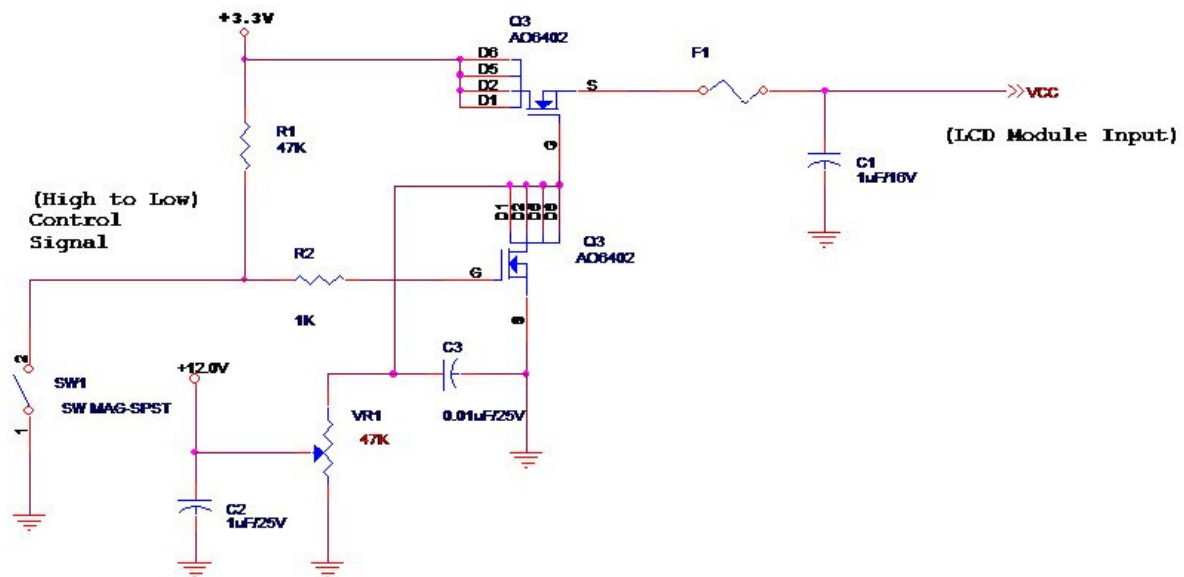 +3.3V
Q3
AO6402
D6
D5
D2
D1
S
F1
VCC
(LCD Module Input)
R1
47K
G
C1
1uF/16V
(High to Low)
Control
Signal
D1
D2
Q3
AO6402
R2
G
1K
S
2
+12.0V
C3
SW1
SW MAG-SPST
VR1
0.01uF/25V
47K
1
C2
1uF/25V